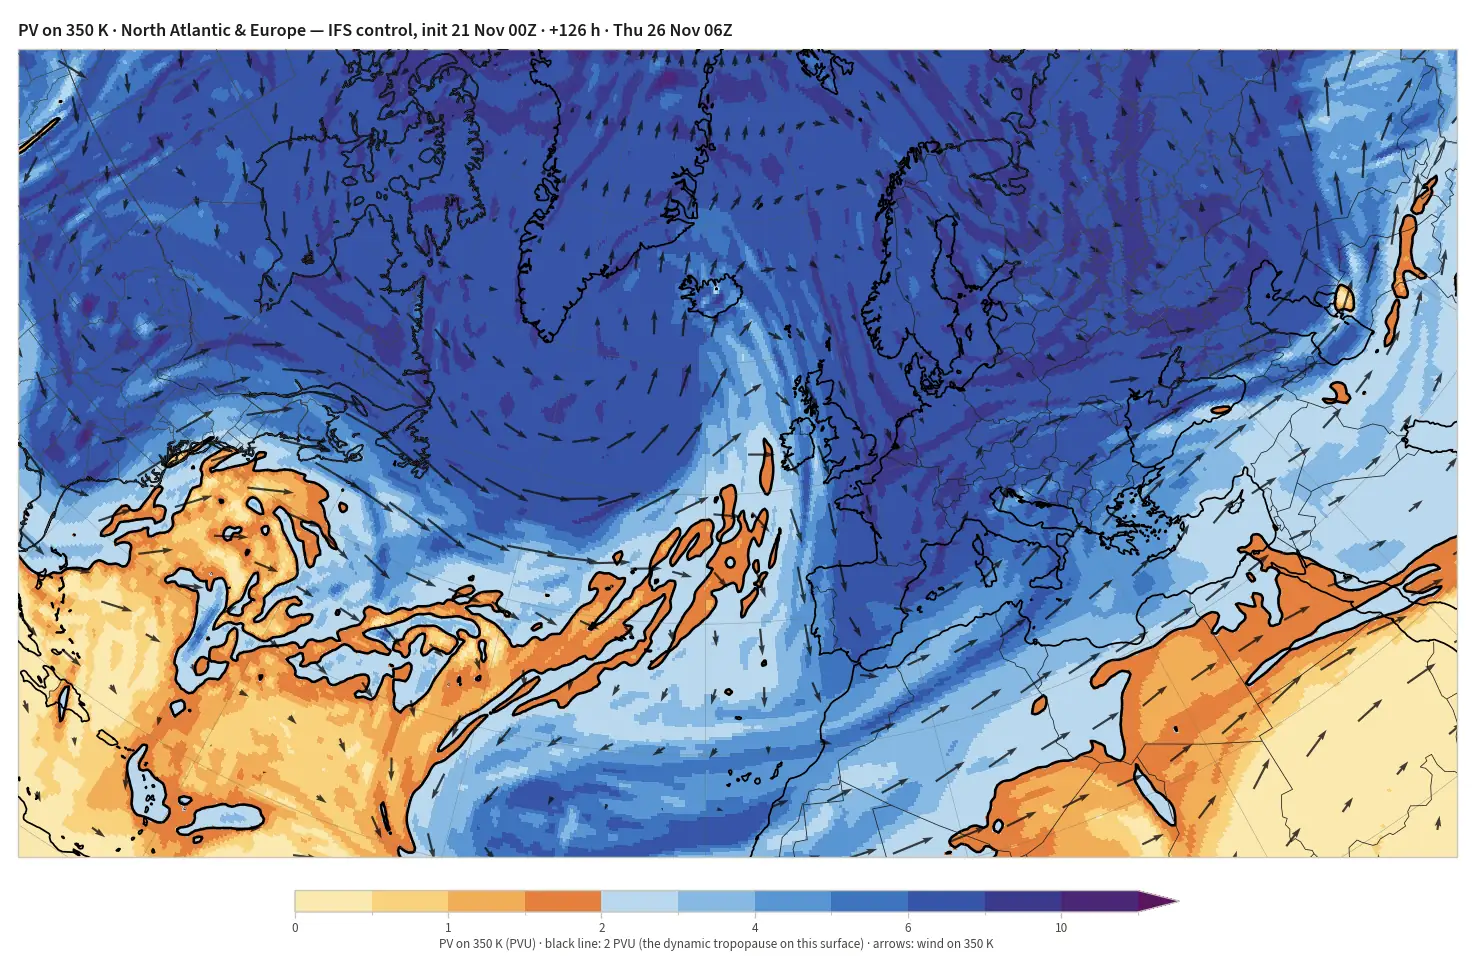 PV on 350 K · North Atlantic & Europe — IFS control, init 21 Nov 00Z · +126 h · Thu 26 Nov 06Z
0 1 2 4 6 10
PV on 350 K (PVU) · black line: 2 PVU (the dynamic tropopause on this surface) · arrows: wind on 350 K